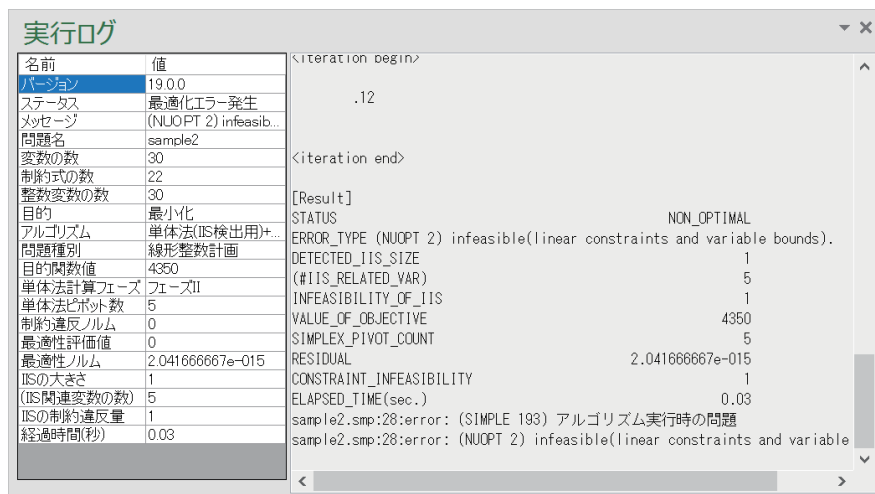 実行ログ
名前 値
バージョン 19.0.0
ステータス 最適化エラー発生
メッセージ (NUOPT 2) infeasib...
問題名 sample2
変数の数 30
制約式の数 22
整数変数の数 30
目的 最小化
アルゴリズム 単体法(IIS検出用)+...
問題種別 線形整数計画
目的関数値 4350
単体法計算フェーズ フェーズII
単体法ピボット数 5
制約違反ノルム 0
最適性評価値 0
最適性ノルム 2.041666667e-015
IISの大きさ 1
(IIS関連変数の数) 5
IISの制約違反量 1
経過時間(秒) 0.03
<iteration begin>
.12
<iteration end>
[Result]
STATUS NON_OPTIMAL
ERROR_TYPE (NUOPT 2) infeasible(linear constraints and variable bounds).
DETECTED_IIS_SIZE 1
(#IIS_RELATED_VAR) 5
INFEASIBILITY_OF_IIS 1
VALUE_OF_OBJECTIVE 4350
SIMPLEX_PIVOT_COUNT 5
RESIDUAL 2.041666667e-015
CONSTRAINT_INFEASIBILITY 1
ELAPSED_TIME(sec.) 0.03
sample2.smp:28:error: (SIMPLE 193) アルゴリズム実行時の問題
sample2.smp:28:error: (NUOPT 2) infeasible(linear constraints and variable